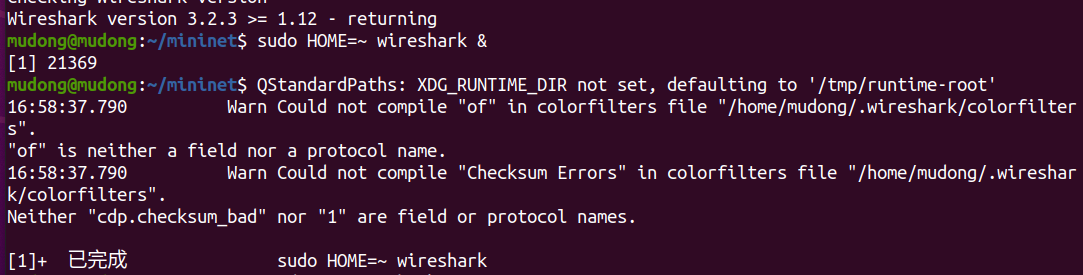 Wireshark version 3.2.3 >= 1.12 - returning
mudong@mudong:~/mininet$ sudo HOME=~ wireshark &
[1] 21369
mudong@mudong:~/mininet$ QStandardPaths: XDG_RUNTIME_DIR not set, defaulting to '/tmp/runtime-root'
16:58:37.790          Warn Could not compile "of" in colorfilters file "/home/mudong/.wireshark/colorfilter
s".
"of" is neither a field nor a protocol name.
16:58:37.790          Warn Could not compile "Checksum Errors" in colorfilters file "/home/mudong/.wireshar
k/colorfilters".
Neither "cdp.checksum_bad" nor "1" are field or protocol names.
[1]+  已完成               sudo HOME=~ wireshark